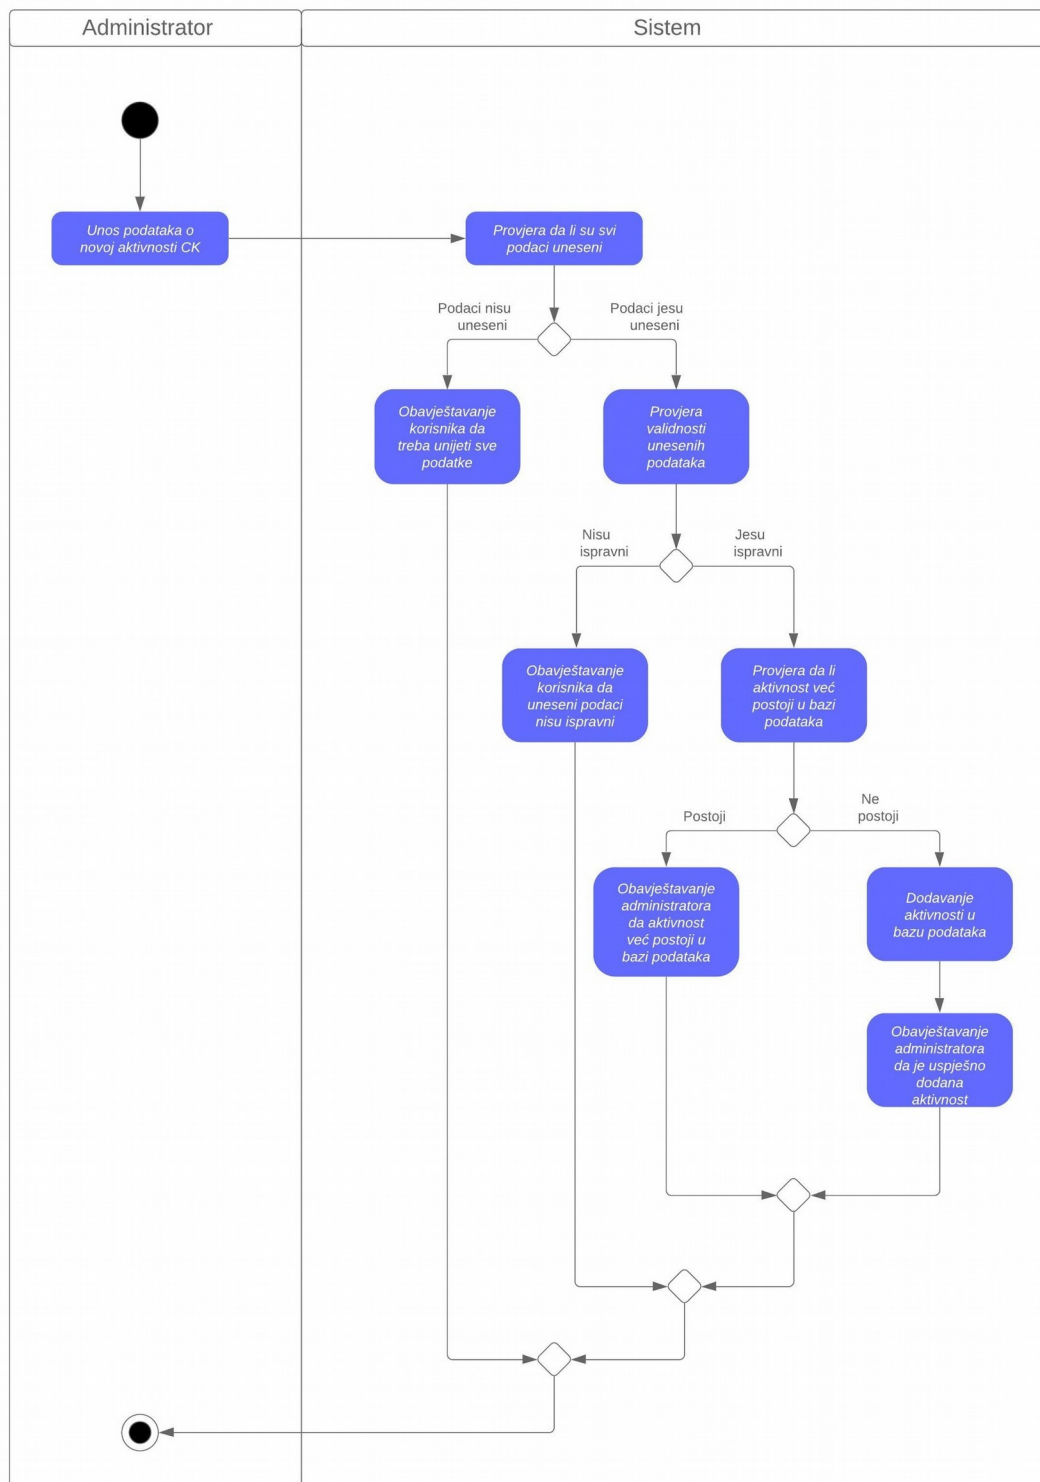 Administrator
Sistem
Unos podataka o
novoj aktivnosti CK
Provjera da li su svi
podaci uneseni
Podaci nisu
uneseni
Podaci jesu
uneseni
Obavještavanje
korisnika da
treba unijeti sve
podatke
Provjera
validnosti
unesenih
podataka
Nisu
ispravni
Jesu
ispravni
Obavještavanje
korisnika da
uneseni podaci
nisu ispravni
Provjera da li
aktivnost već
postoji u bazi
podataka
Postoji
Ne
postoji
Obavještavanje
administratora
da aktivnost
već postoji u
bazi podataka
Dodavanje
aktivnosti u
bazu podataka
Obavještavanje
administratora
da je uspješno
dodana
aktivnost